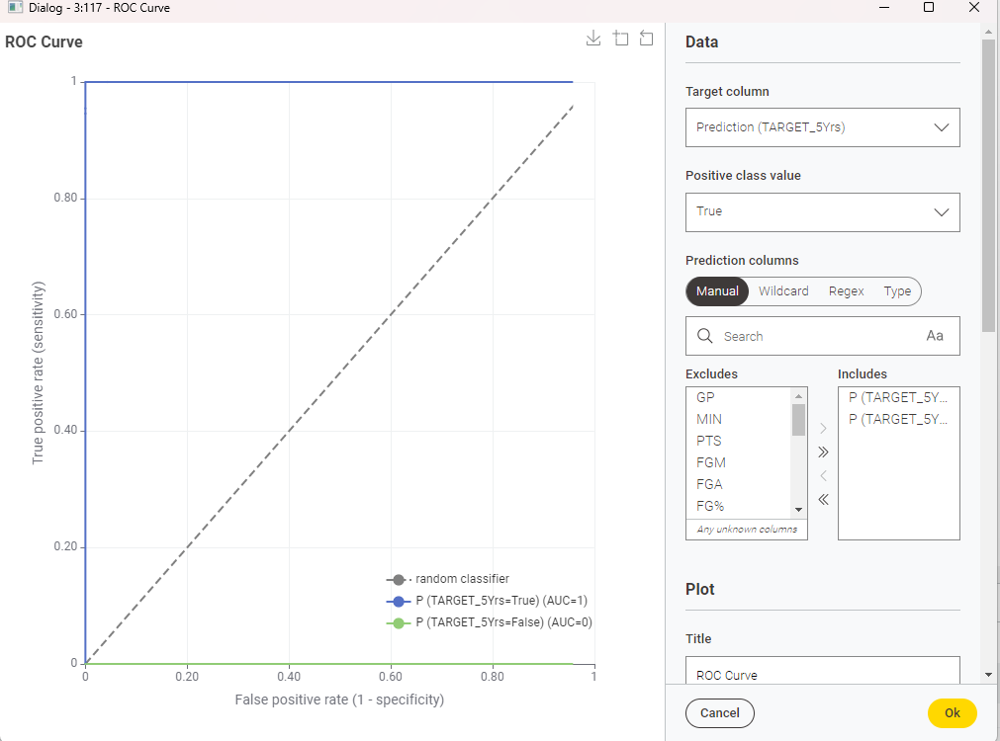 Dialog - 3:117 - ROC Curve
ROC Curve
1
0.80
0.60
0.40
0.20
0
True positive rate (sensitivity)
random classifier
P (TARGET_5Yrs=True) (AUC=1)
P (TARGET_5Yrs=False) (AUC=0)
0 0.20 0.40 0.60 0.80 1
False positive rate (1 - specificity)
Data
Target column
Prediction (TARGET_5Yrs)
Positive class value
True
Prediction columns
Manual Wildcard Regex Type
Search Aa
Excludes Includes
GP P (TARGET_5Y...
MIN P (TARGET_5Y...
PTS
FGM
FGA
FG%
Any unknown columns
Plot
Title
ROC Curve
Cancel Ok